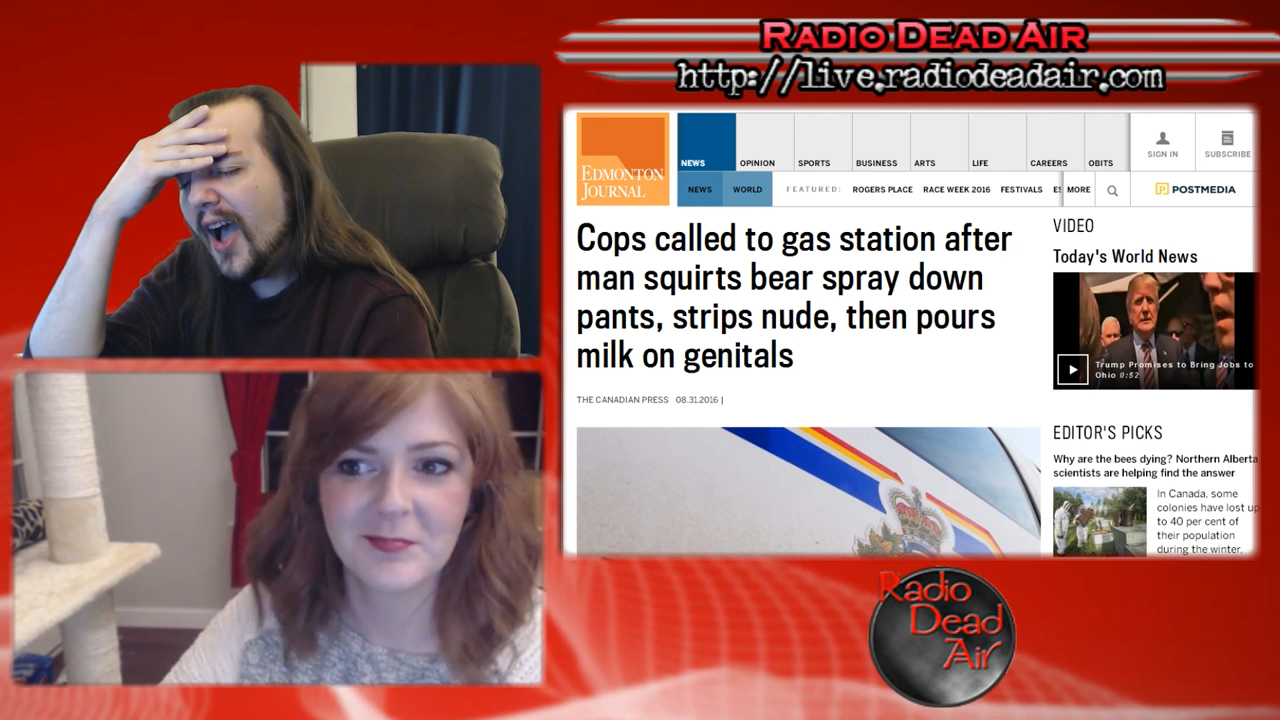 RADIO DEAD AIR
http://live.radiodeadair.com
EDMONTON
JOURNAL
NEWS
OPINION
SPORTS
BUSINESS
ARTS
LIFE
CAREERS
OBITS
SIGN IN
SUBSCRIBE
NEWS
WORLD
FEATURED:
ROGERS PLACE
RACE WEEK 2016
FESTIVALS
MORE
POSTMEDIA
Cops called to gas station after
man squirts bear spray down
pants, strips nude, then pours
milk on genitals
THE CANADIAN PRESS 08.31.2016 |
VIDEO
Today's World News
Trump Promises to Bring Jobs to
Ohio 0:52
EDITOR'S PICKS
Why are the bees dying? Northern Alberta
scientists are helping find the answer
In Canada, some
colonies have lost up
to 40 per cent of
their population
during the winter,
Radio
Dead
Air